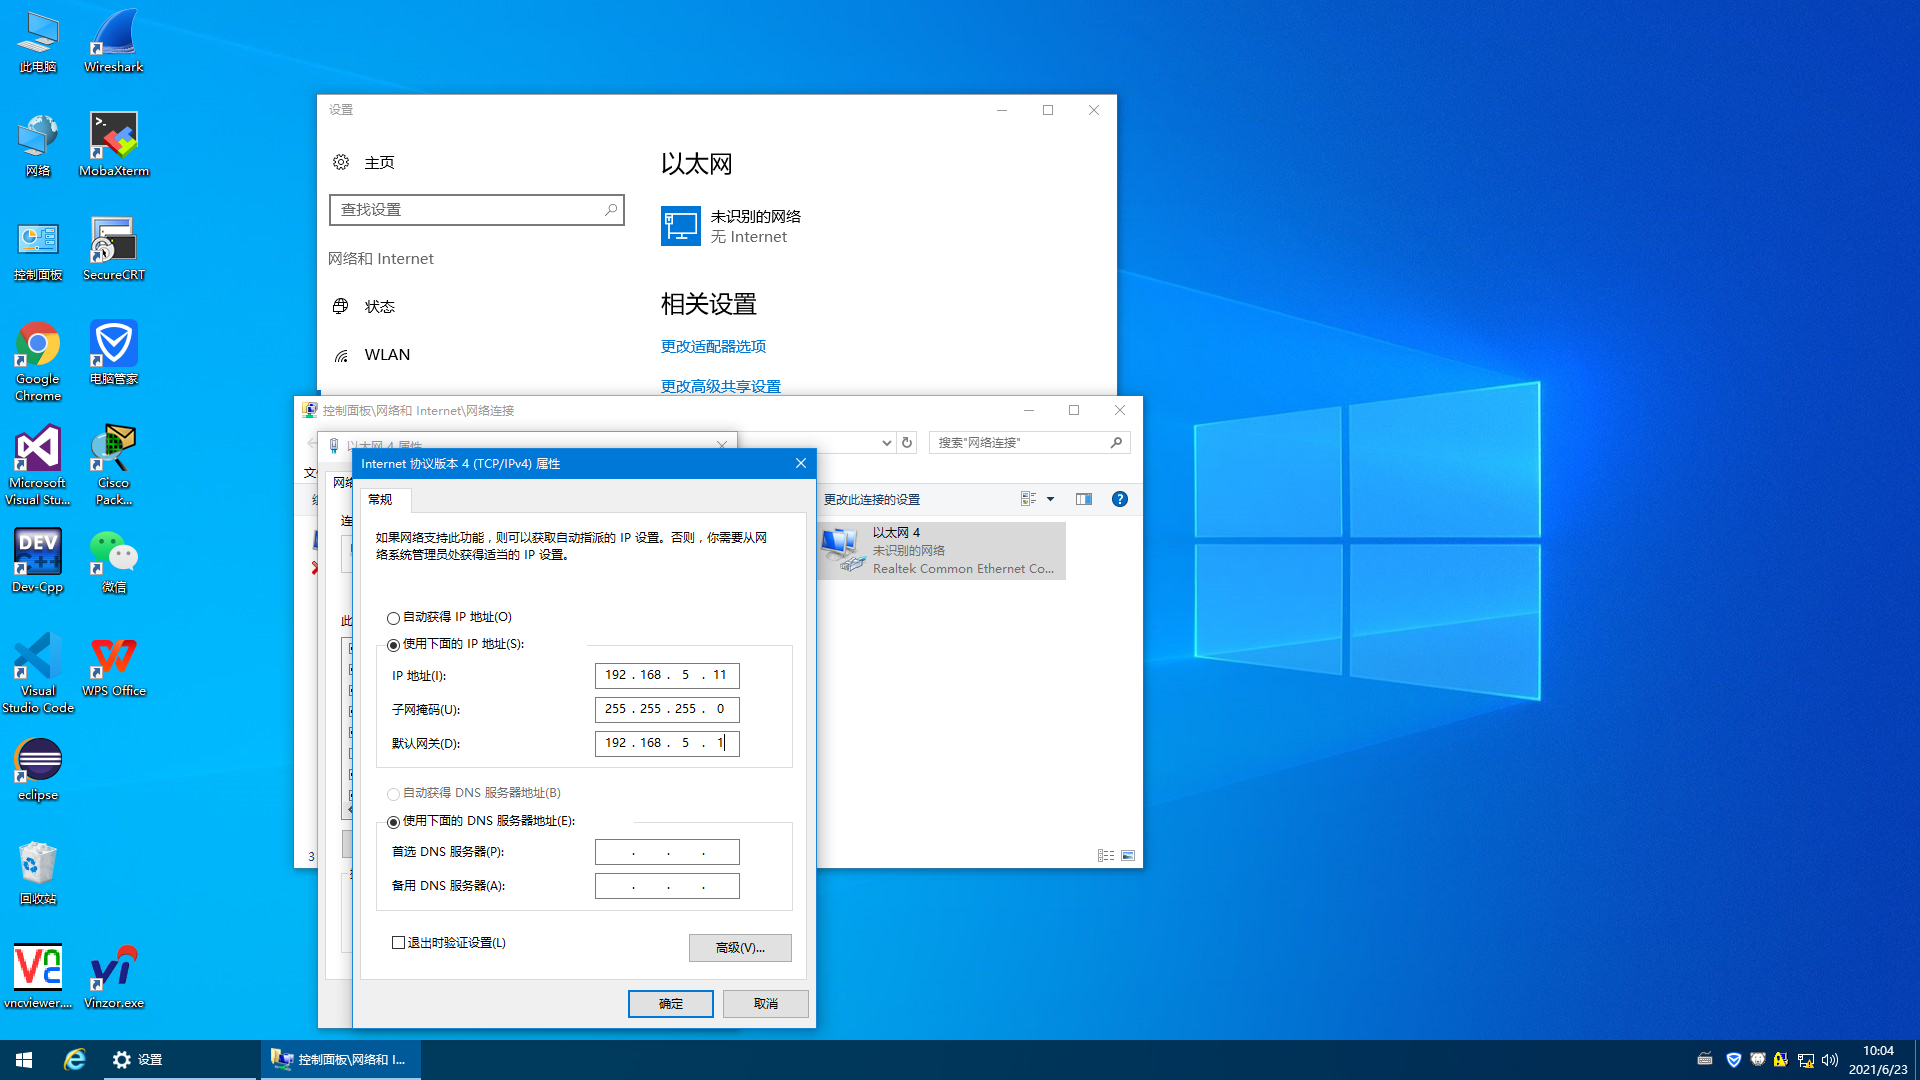 此电脑
Wireshark
网络
MobaXterm
控制面板
SecureCRT
Google
Chrome
电脑管家
Microsoft
Visual Stu...
Cisco
Pack...
DEV
C++
Dev-Cpp
微信
Visual
Studio Code
WPS Office
eclipse
回收站
vncviewer....
Vinzor.exe
设置
主页
查找设置
网络和 Internet
状态
WLAN
以太网
未识别的网络
无 Internet
相关设置
更改适配器选项
更改高级共享设置
控制面板\网络和 Internet\网络连接
搜索"网络连接"
更改此连接的设置
以太网 4
未识别的网络
Realtek Common Ethernet Co...
以太网 4 属性
Internet 协议版本 4 (TCP/IPv4) 属性
常规
如果网络支持此功能，则可以获取自动指派的 IP 设置。否则，你需要从网
络系统管理员处获得适当的 IP 设置。
自动获得 IP 地址(O)
使用下面的 IP 地址(S):
IP 地址(I): 192 . 168 . 5 . 11
子网掩码(U): 255 . 255 . 255 . 0
默认网关(D): 192 . 168 . 5 . 1
自动获得 DNS 服务器地址(B)
使用下面的 DNS 服务器地址(E):
首选 DNS 服务器(P): . . .
备用 DNS 服务器(A): . . .
退出时验证设置(L)
高级(V)...
确定
取消
3
设置
控制面板\网络和 I...
10:04
2021/6/23